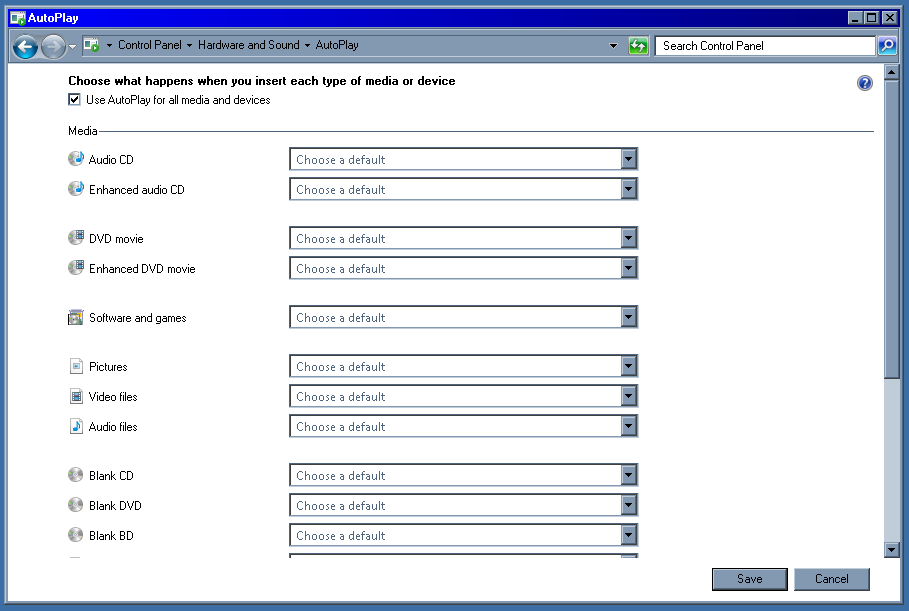 AutoPlay
Control Panel Hardware and Sound AutoPlay
Search Control Panel
Choose what happens when you insert each type of media or device
?
Use AutoPlay for all media and devices
Media
Audio CD Choose a default
Enhanced audio CD Choose a default
DVD movie Choose a default
Enhanced DVD movie Choose a default
Software and games Choose a default
Pictures Choose a default
Video files Choose a default
Audio files Choose a default
Blank CD Choose a default
Blank DVD Choose a default
Blank BD Choose a default
Save Cancel